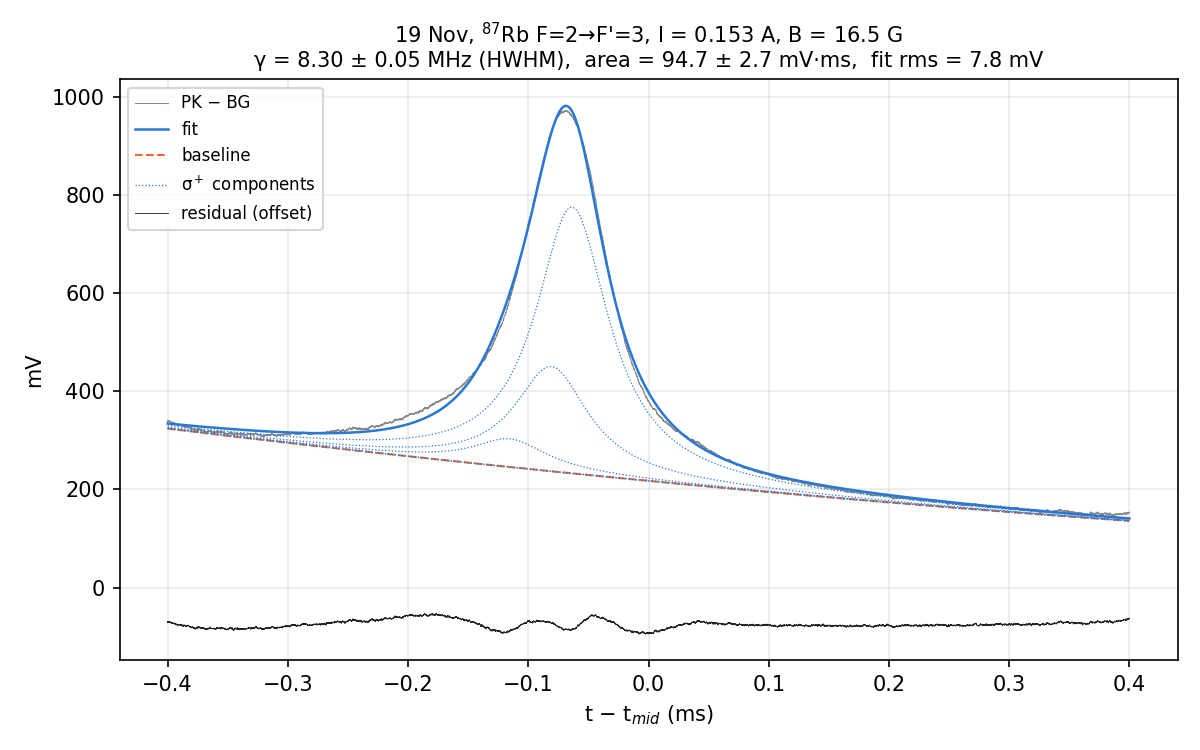 19 Nov, ⁸⁷Rb F=2→F'=3, I = 0.153 A, B = 16.5 G
γ = 8.30 ± 0.05 MHz (HWHM),  area = 94.7 ± 2.7 mV·ms,  fit rms = 7.8 mV
PK − BG
fit
baseline
σ⁺ components
residual (offset)
1000
800
600
400
200
0
mV
−0.4 −0.3 −0.2 −0.1 0.0 0.1 0.2 0.3 0.4
t − t_mid (ms)